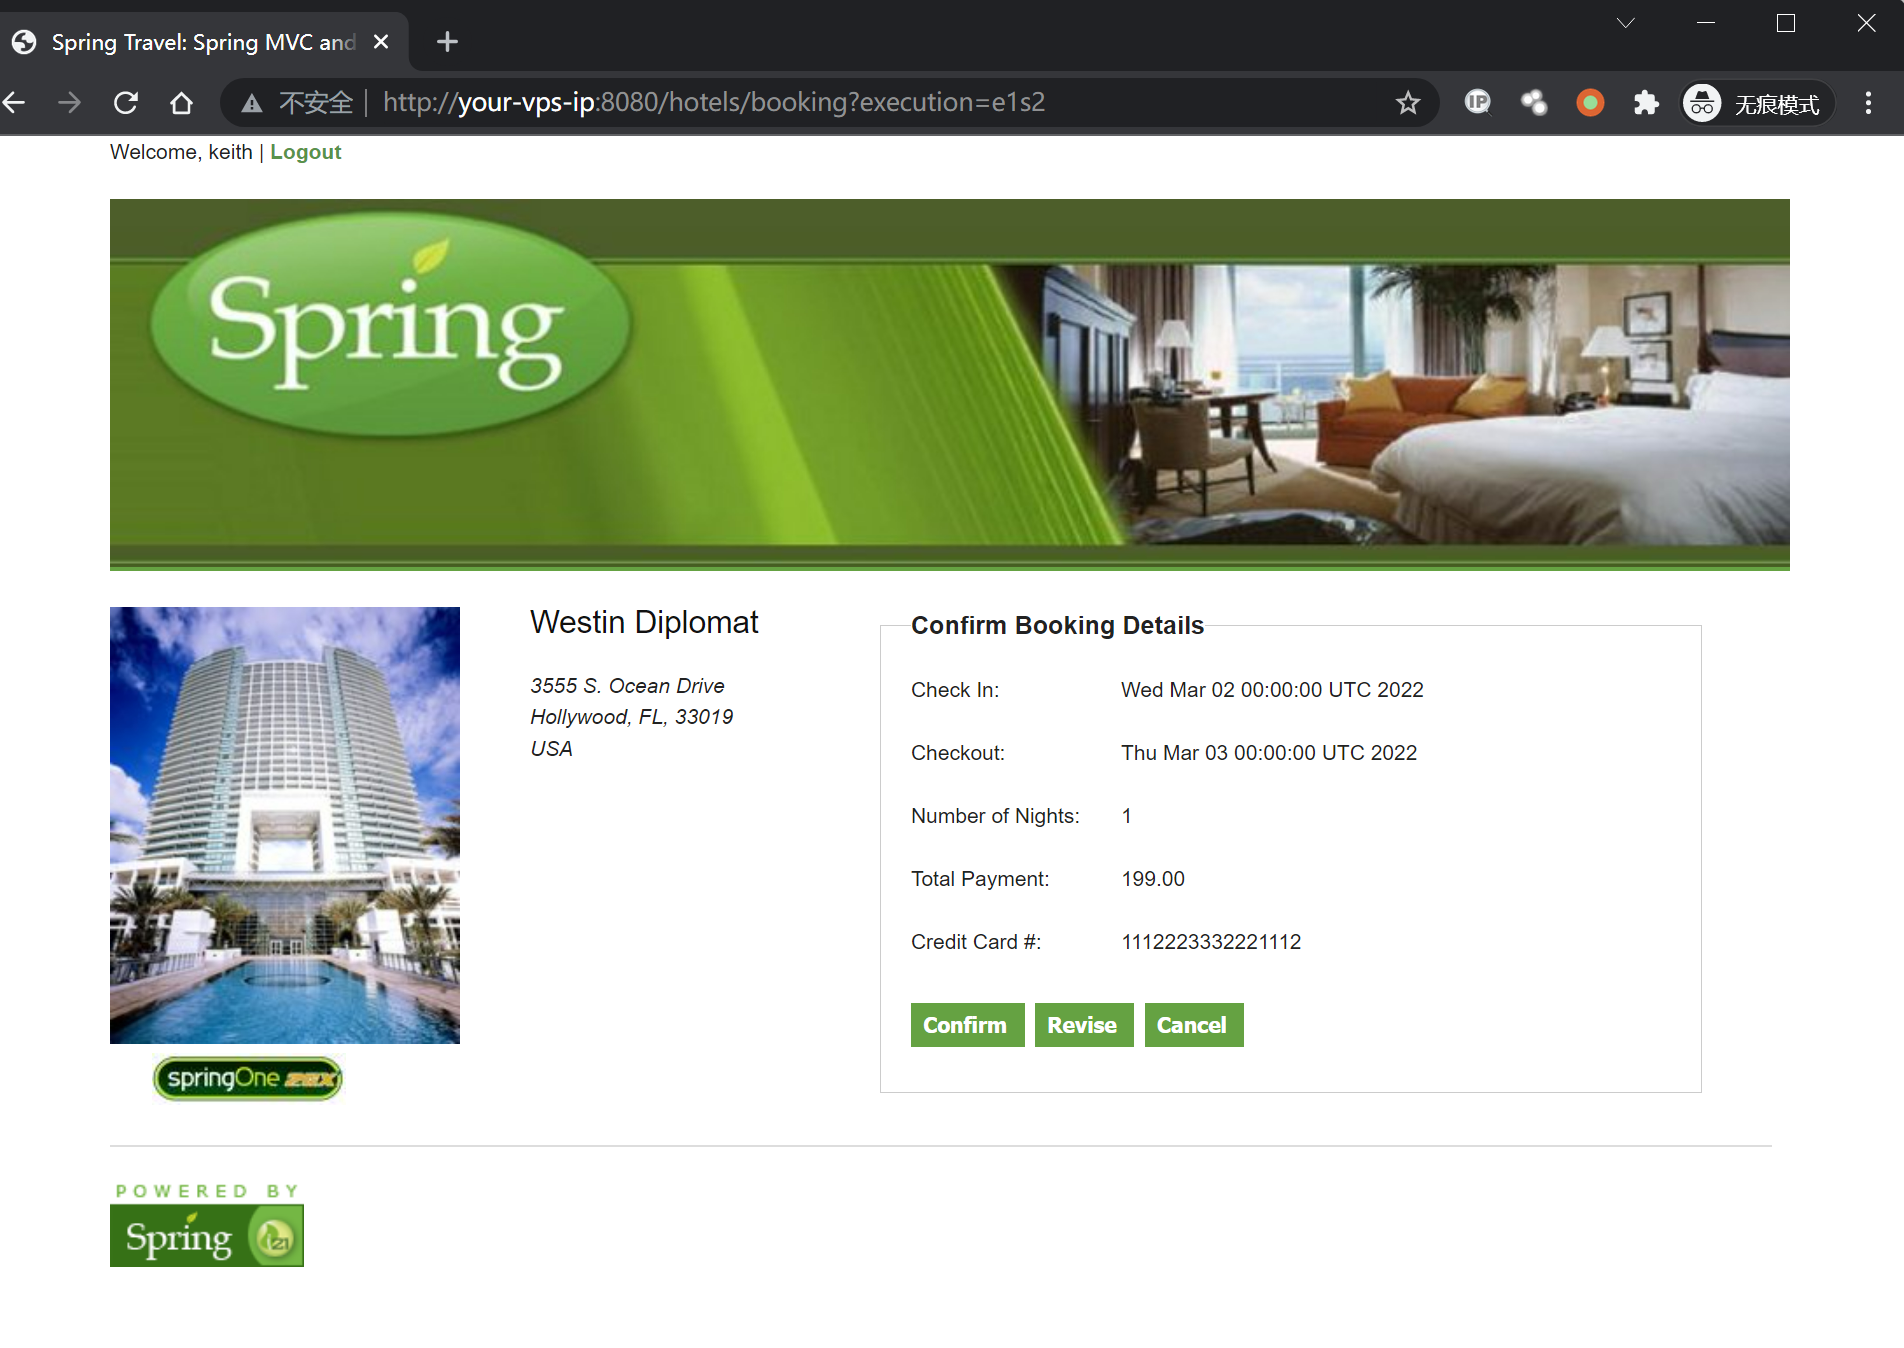 Spring Travel: Spring MVC and
不安全 http://your-vps-ip:8080/hotels/booking?execution=e1s2
IP
无痕模式
Welcome, keith | Logout
Spring
Westin Diplomat
3555 S. Ocean Drive
Hollywood, FL, 33019
USA
Confirm Booking Details
Check In: Wed Mar 02 00:00:00 UTC 2022
Checkout: Thu Mar 03 00:00:00 UTC 2022
Number of Nights: 1
Total Payment: 199.00
Credit Card #: 1112223332221112
Confirm Revise Cancel
springOne 2GX
POWERED BY
Spring